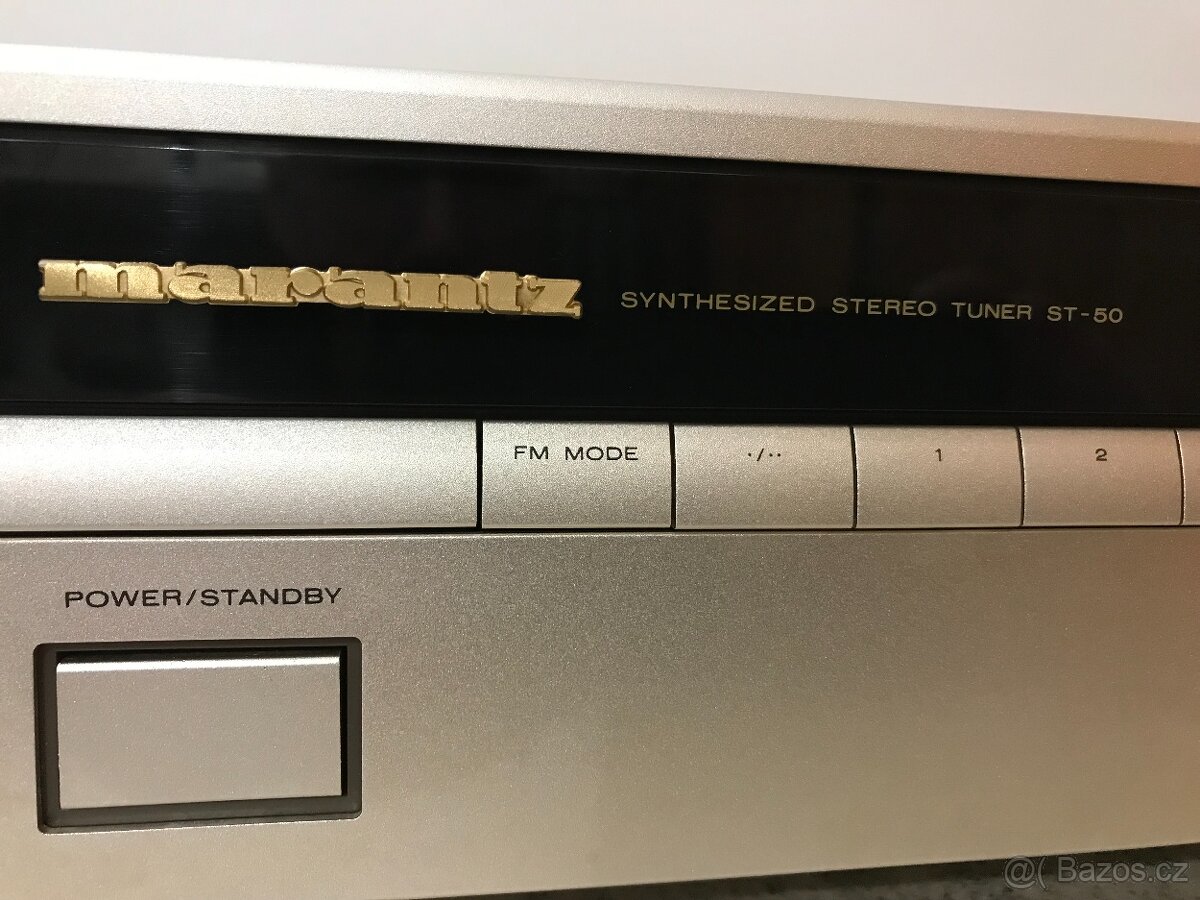 marantz SYNTHESIZED STEREO TUNER ST-50
FM MODE ·/·· 1 2
POWER/STANDBY
@( Bazos.cz